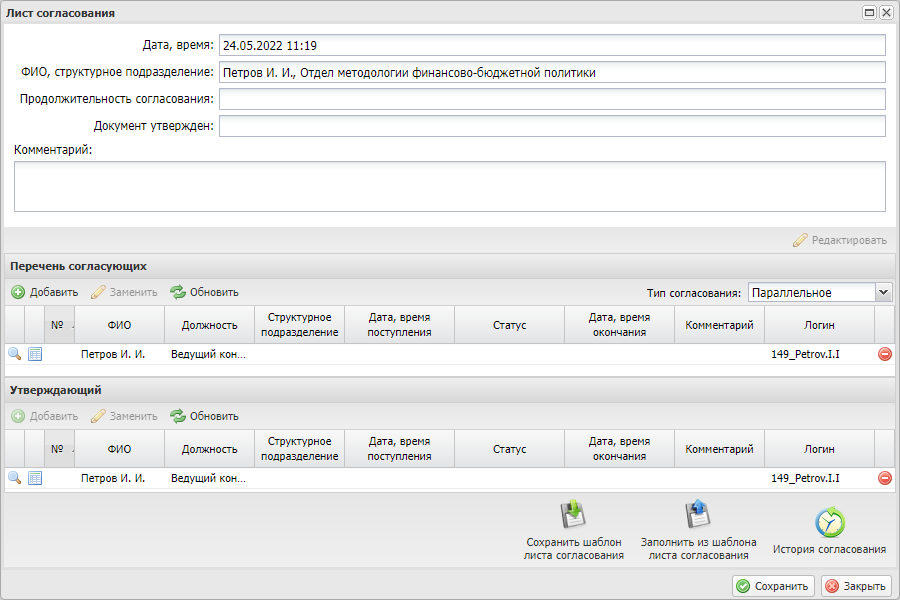 Лист согласования
Дата, время: 24.05.2022 11:19
ФИО, структурное подразделение: Петров И. И., Отдел методологии финансово-бюджетной политики
Продолжительность согласования:
Документ утвержден:
Комментарий:
Редактировать
Перечень согласующих
Добавить Заменить Обновить Тип согласования: Параллельное
№ ФИО Должность Структурное подразделение Дата, время поступления Статус Дата, время окончания Комментарий Логин
Петров И. И. Ведущий кон... 149_Petrov.I.I
Утверждающий
Добавить Заменить Обновить
№ ФИО Должность Структурное подразделение Дата, время поступления Статус Дата, время окончания Комментарий Логин
Петров И. И. Ведущий кон... 149_Petrov.I.I
Сохранить шаблон листа согласования
Заполнить из шаблона листа согласования
История согласования
Сохранить Закрыть